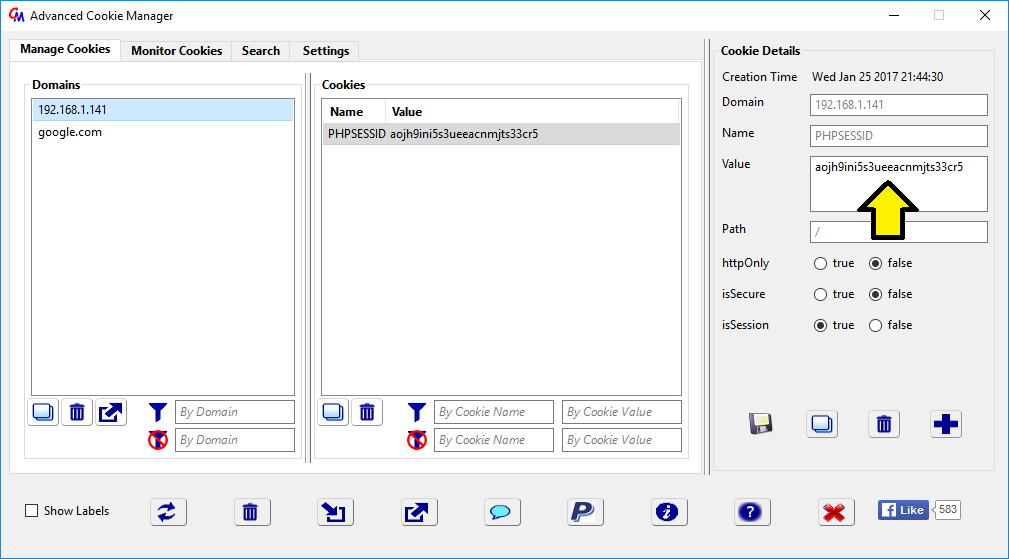 Advanced Cookie Manager
Manage Cookies Monitor Cookies Search Settings
Domains
192.168.1.141
google.com
By Domain
By Domain
Cookies
Name Value
PHPSESSID aojh9ini5s3ueeacnmjts33cr5
By Cookie Name By Cookie Value
By Cookie Name By Cookie Value
Cookie Details
Creation Time Wed Jan 25 2017 21:44:30
Domain 192.168.1.141
Name PHPSESSID
Value aojh9ini5s3ueeacnmjts33cr5
Path /
httpOnly true false
isSecure true false
isSession true false
Show Labels
Like 583